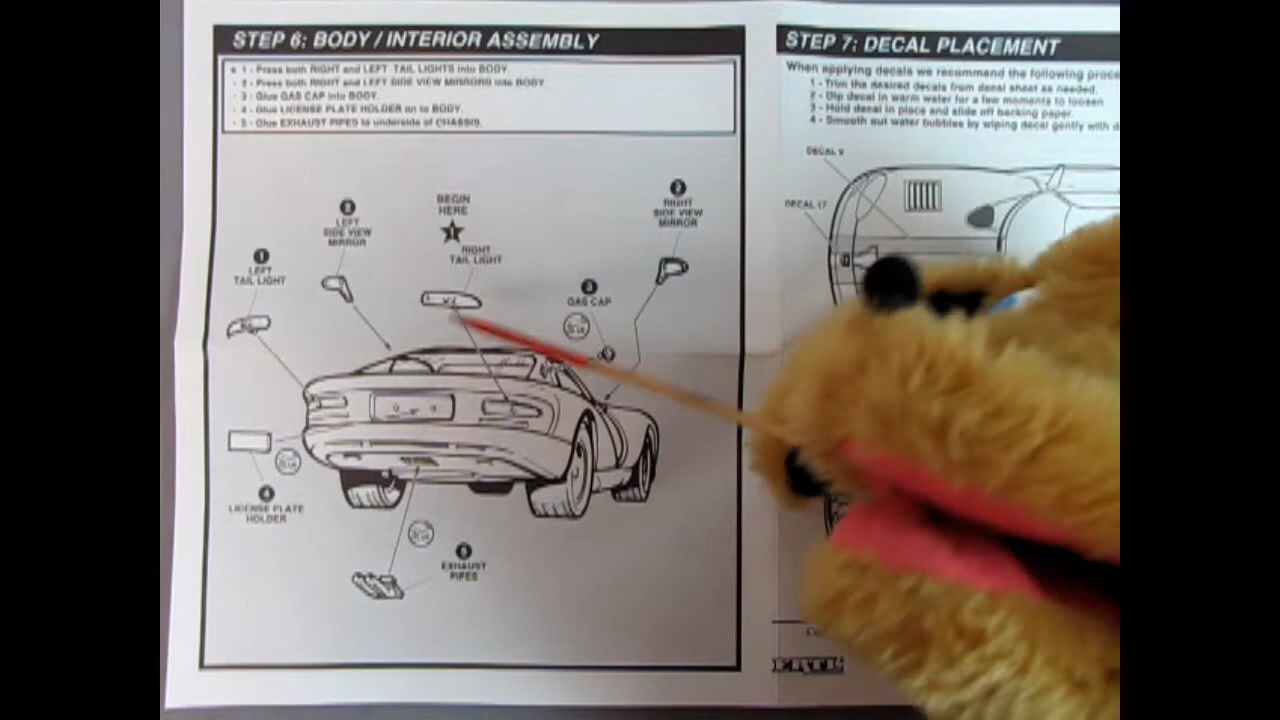 STEP 6: BODY / INTERIOR ASSEMBLY
1 - Press both RIGHT and LEFT TAIL LIGHTS into BODY.
2 - Press both RIGHT and LEFT SIDE VIEW MIRRORS into BODY
3 - Glue GAS CAP into BODY.
4 - Glue LICENSE PLATE HOLDER on to BODY.
5 - Glue EXHAUST PIPES to underside of CHASSIS.
2
LEFT
SIDE VIEW
MIRROR
BEGIN
HERE
1
RIGHT
TAIL LIGHT
2
RIGHT
SIDE VIEW
MIRROR
1
LEFT
TAIL LIGHT
3
GAS CAP
4
LICENSE PLATE
HOLDER
5
EXHAUST
PIPES
STEP 7: DECAL PLACEMENT
When applying decals we recommend the following proce
1 - Trim the desired decals from decal sheet as needed.
2 - Dip decal in warm water for a few moments to loosen
3 - Hold decal in place and slide off backing paper.
4 - Smooth out water bubbles by wiping decal gently with
DECAL 9
DECAL 17
ERTL